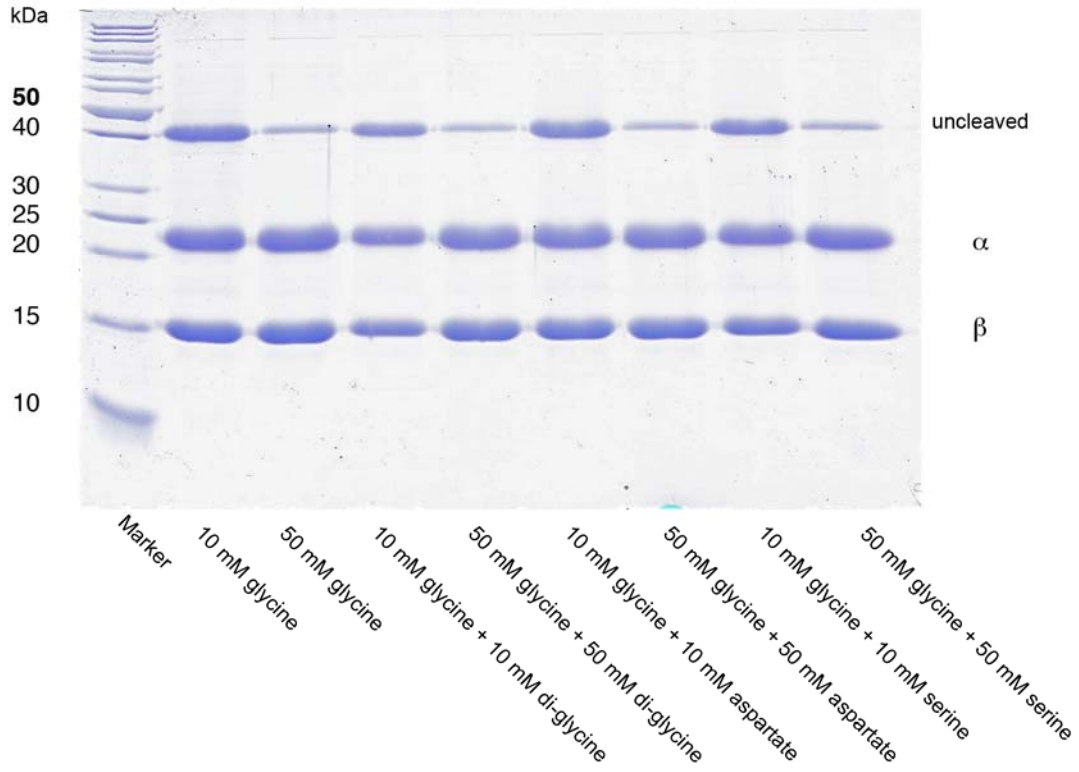 kDa
50
40
30
25
20
15
10
uncleaved
α
β
Marker
10 mM glycine
50 mM glycine
10 mM glycine + 10 mM di-glycine
50 mM glycine + 50 mM di-glycine
10 mM glycine + 10 mM aspartate
50 mM glycine + 50 mM aspartate
10 mM glycine + 10 mM serine
50 mM glycine + 50 mM serine